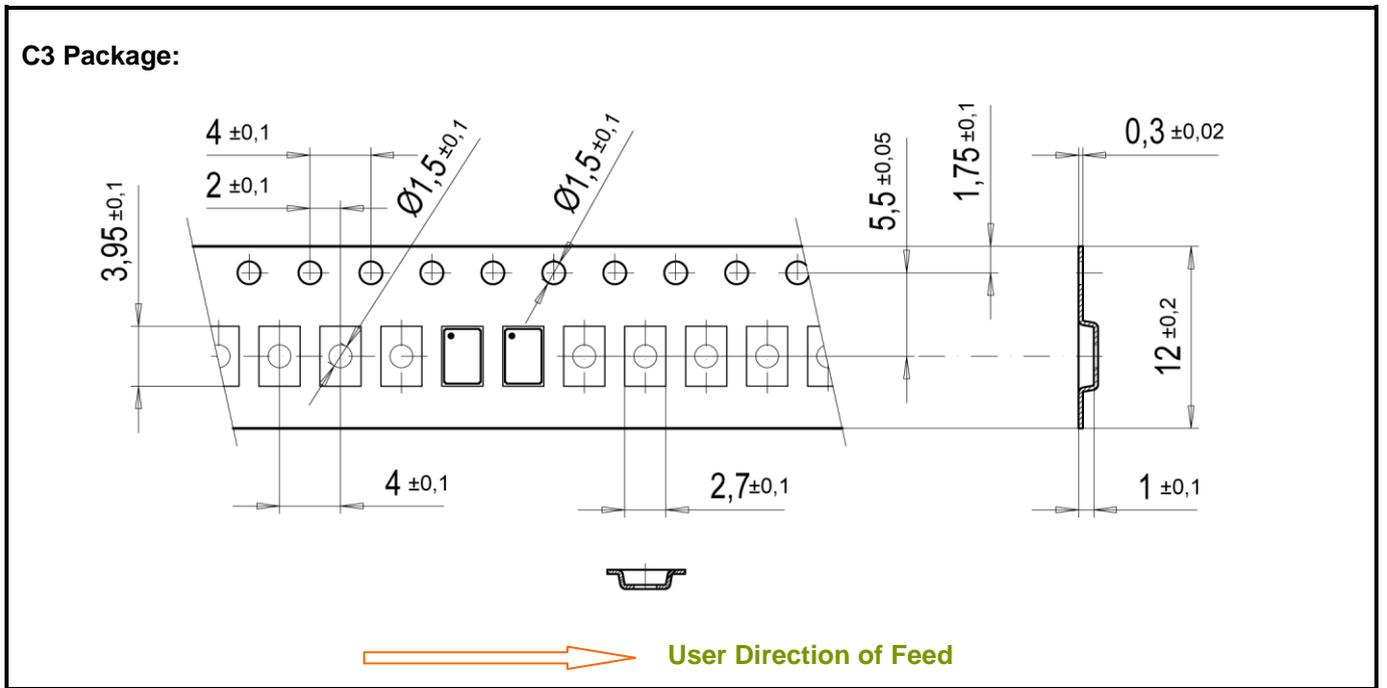 C3 Package:
4 ±0,1
2 ±0,1
3,95±0,1
Ø1,5±0,1
Ø1,5±0,1
5,5 ±0,05
1,75±0,1
0,3 ±0,02
12 ±0,2
4 ±0,1
2,7±0,1
1 ±0,1
User Direction of Feed